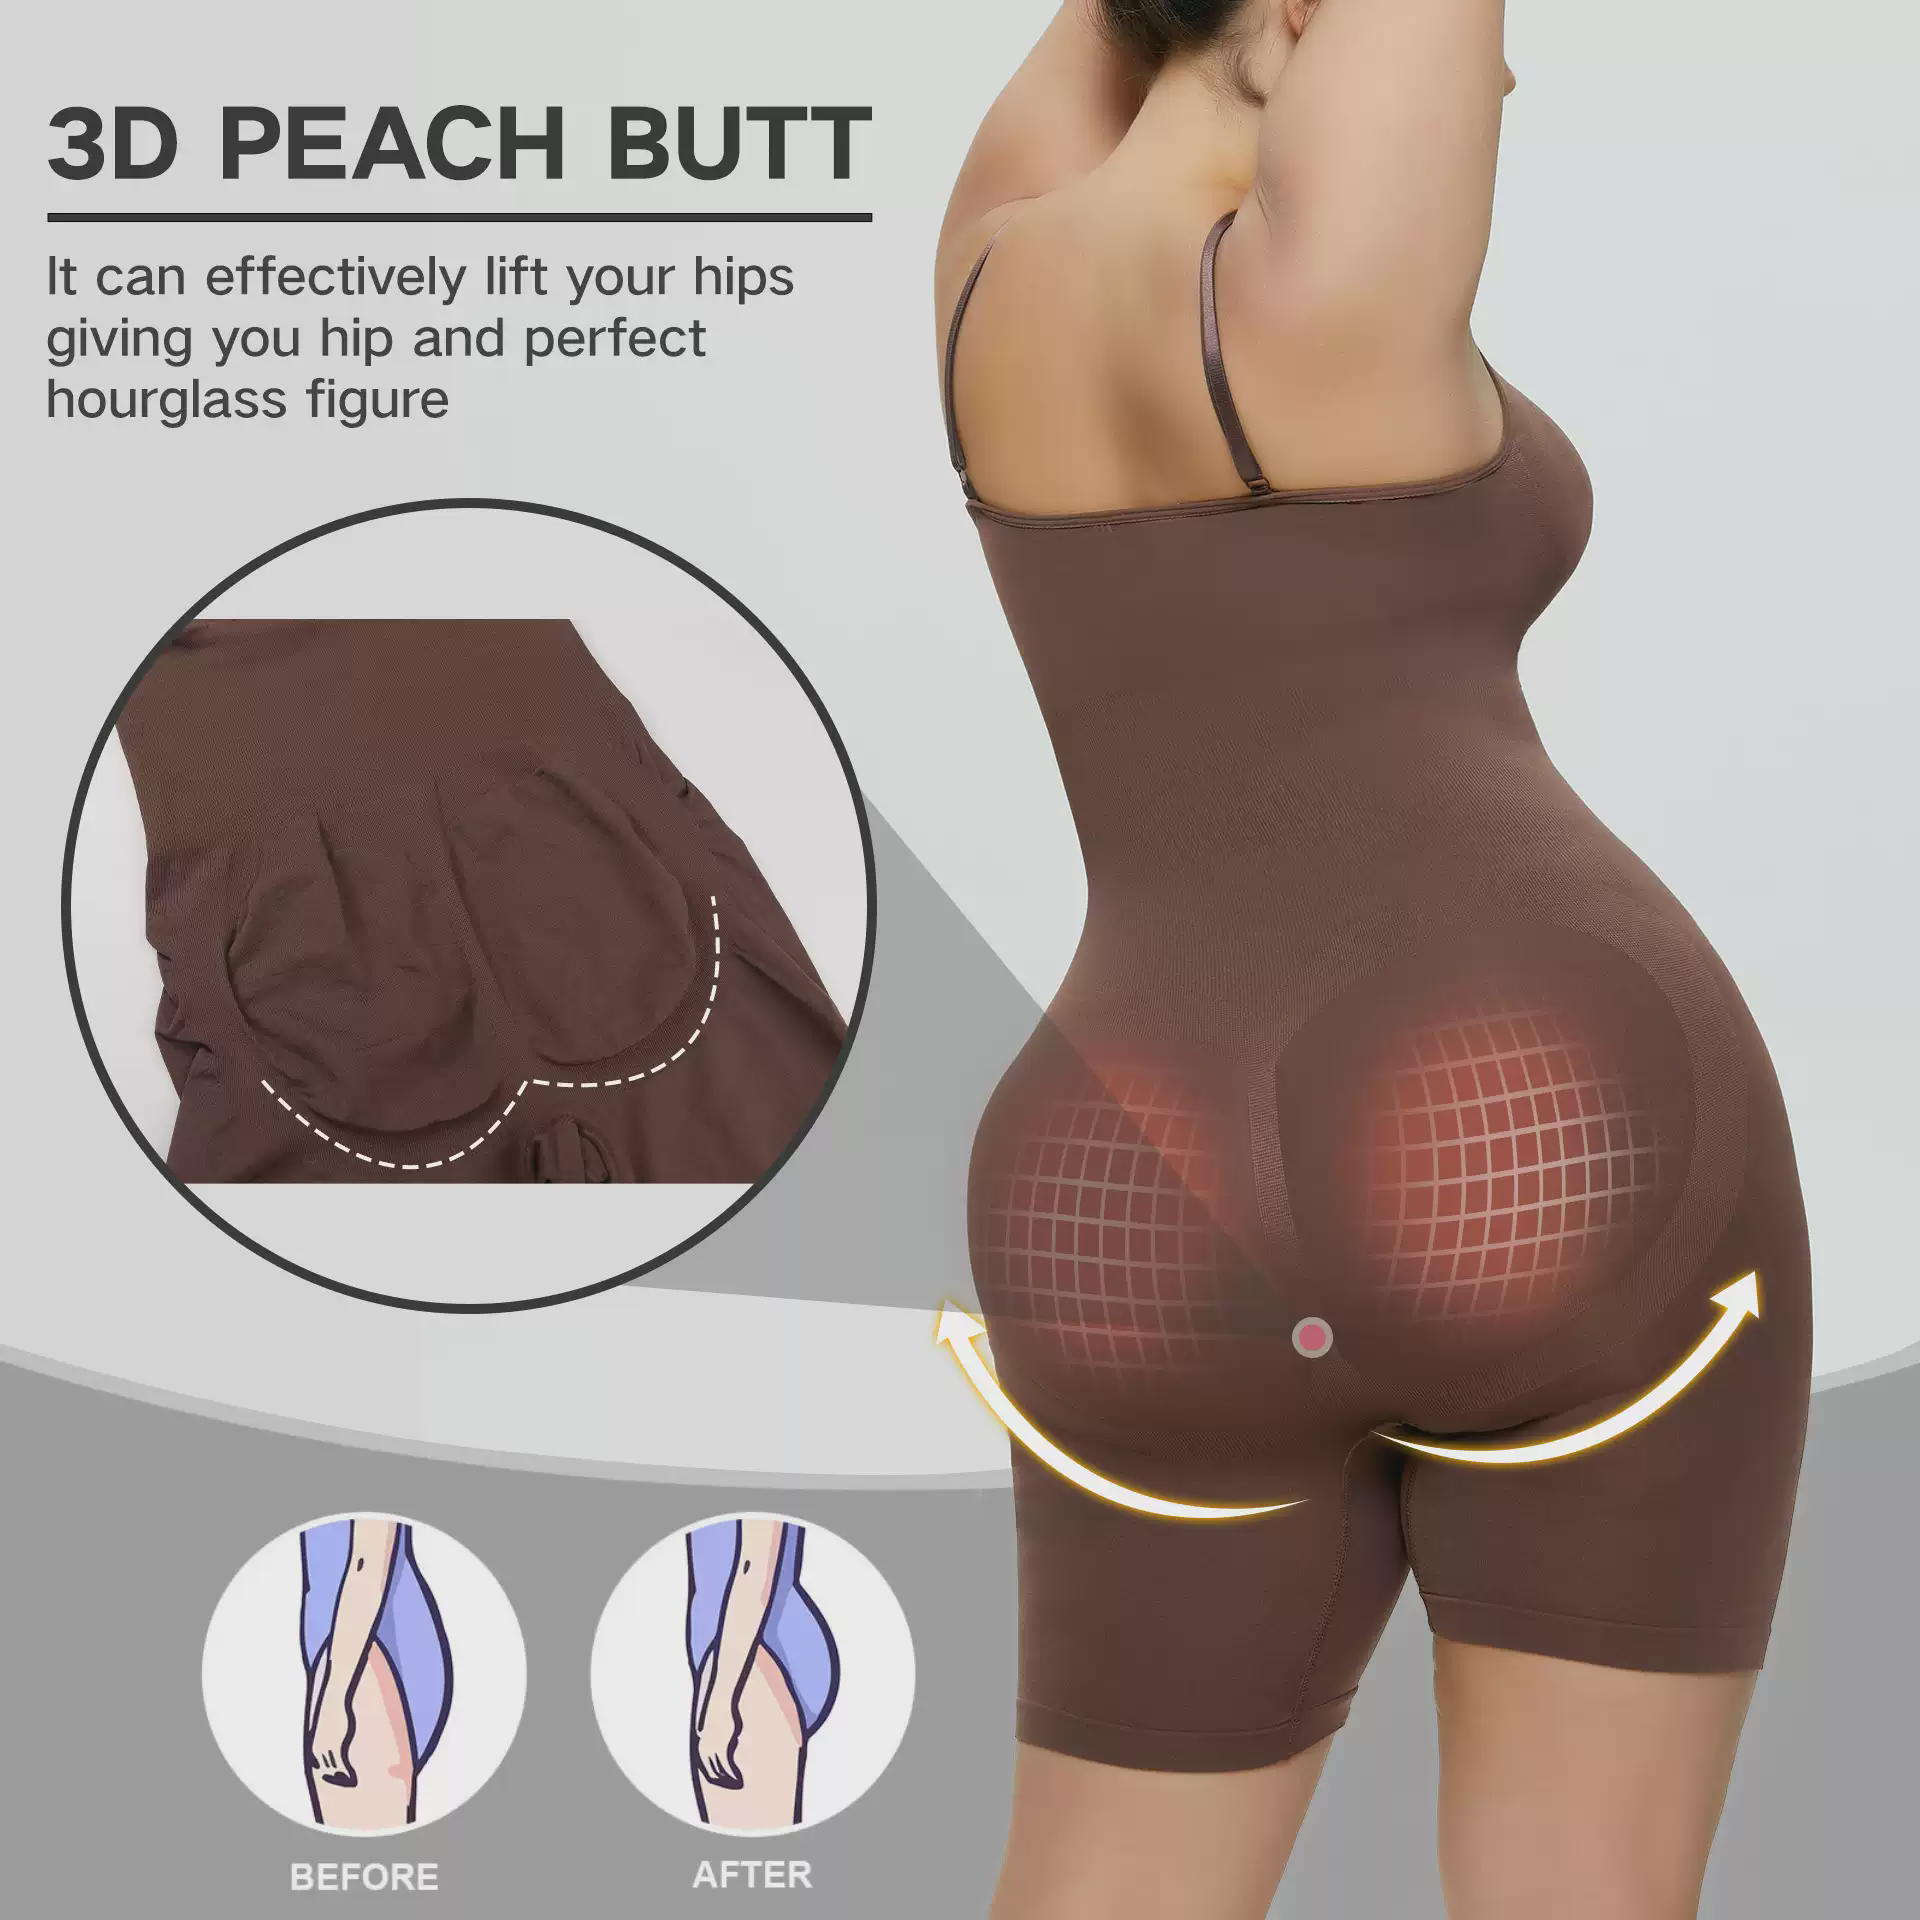 3D PEACH BUTT
It can effectively lift your hips
giving you hip and perfect
hourglass figure
BEFORE
AFTER